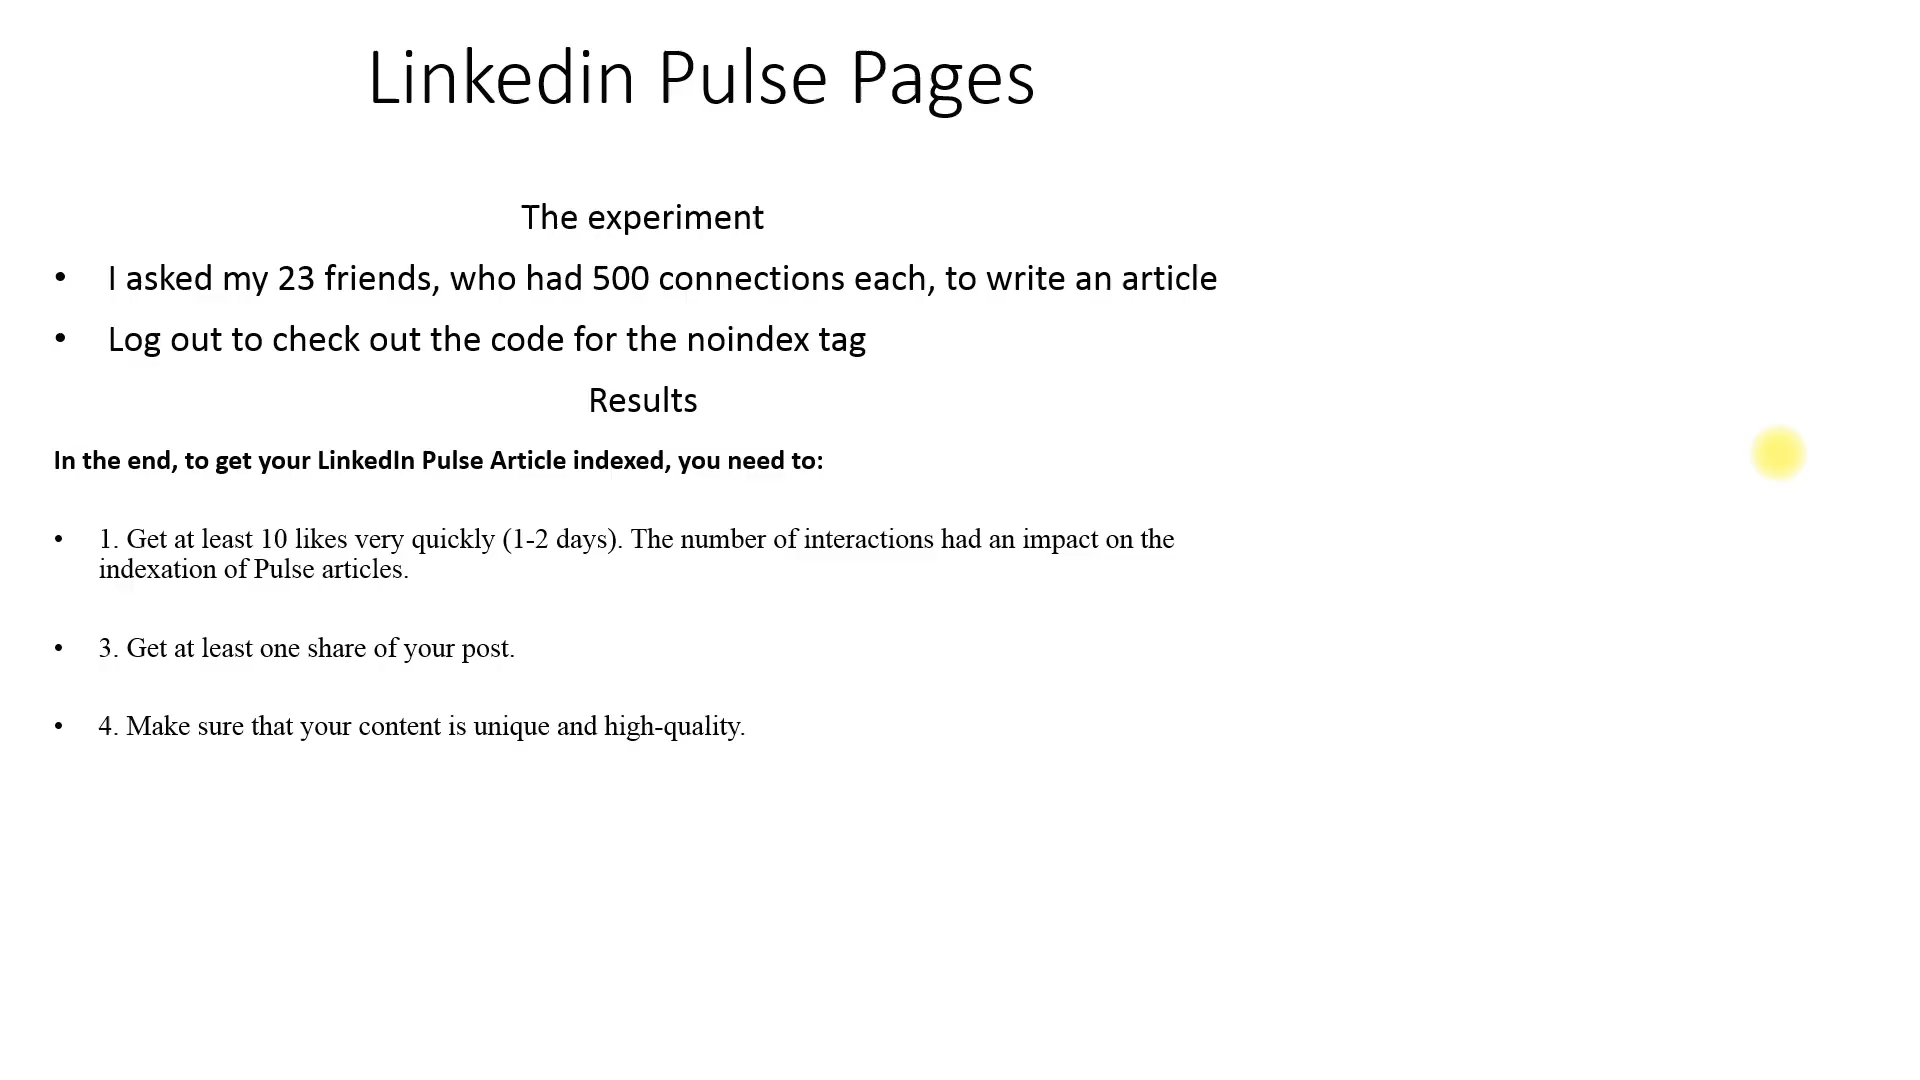 Linkedin Pulse Pages
The experiment
• I asked my 23 friends, who had 500 connections each, to write an article
• Log out to check out the code for the noindex tag
Results
In the end, to get your LinkedIn Pulse Article indexed, you need to:
• 1. Get at least 10 likes very quickly (1-2 days). The number of interactions had an impact on the
indexation of Pulse articles.
• 3. Get at least one share of your post.
• 4. Make sure that your content is unique and high-quality.